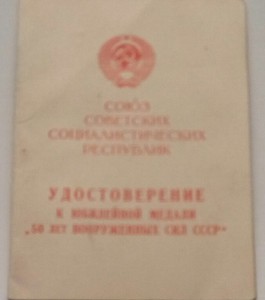 СОЮЗ
СОВЕТСКИХ
СОЦИАЛИСТИЧЕСКИХ
РЕСПУБЛИК
УДОСТОВЕРЕНИЕ
К ЮБИЛЕЙНОЙ МЕДАЛИ
„50 ЛЕТ ВООРУЖЕННЫХ СИЛ СССР“